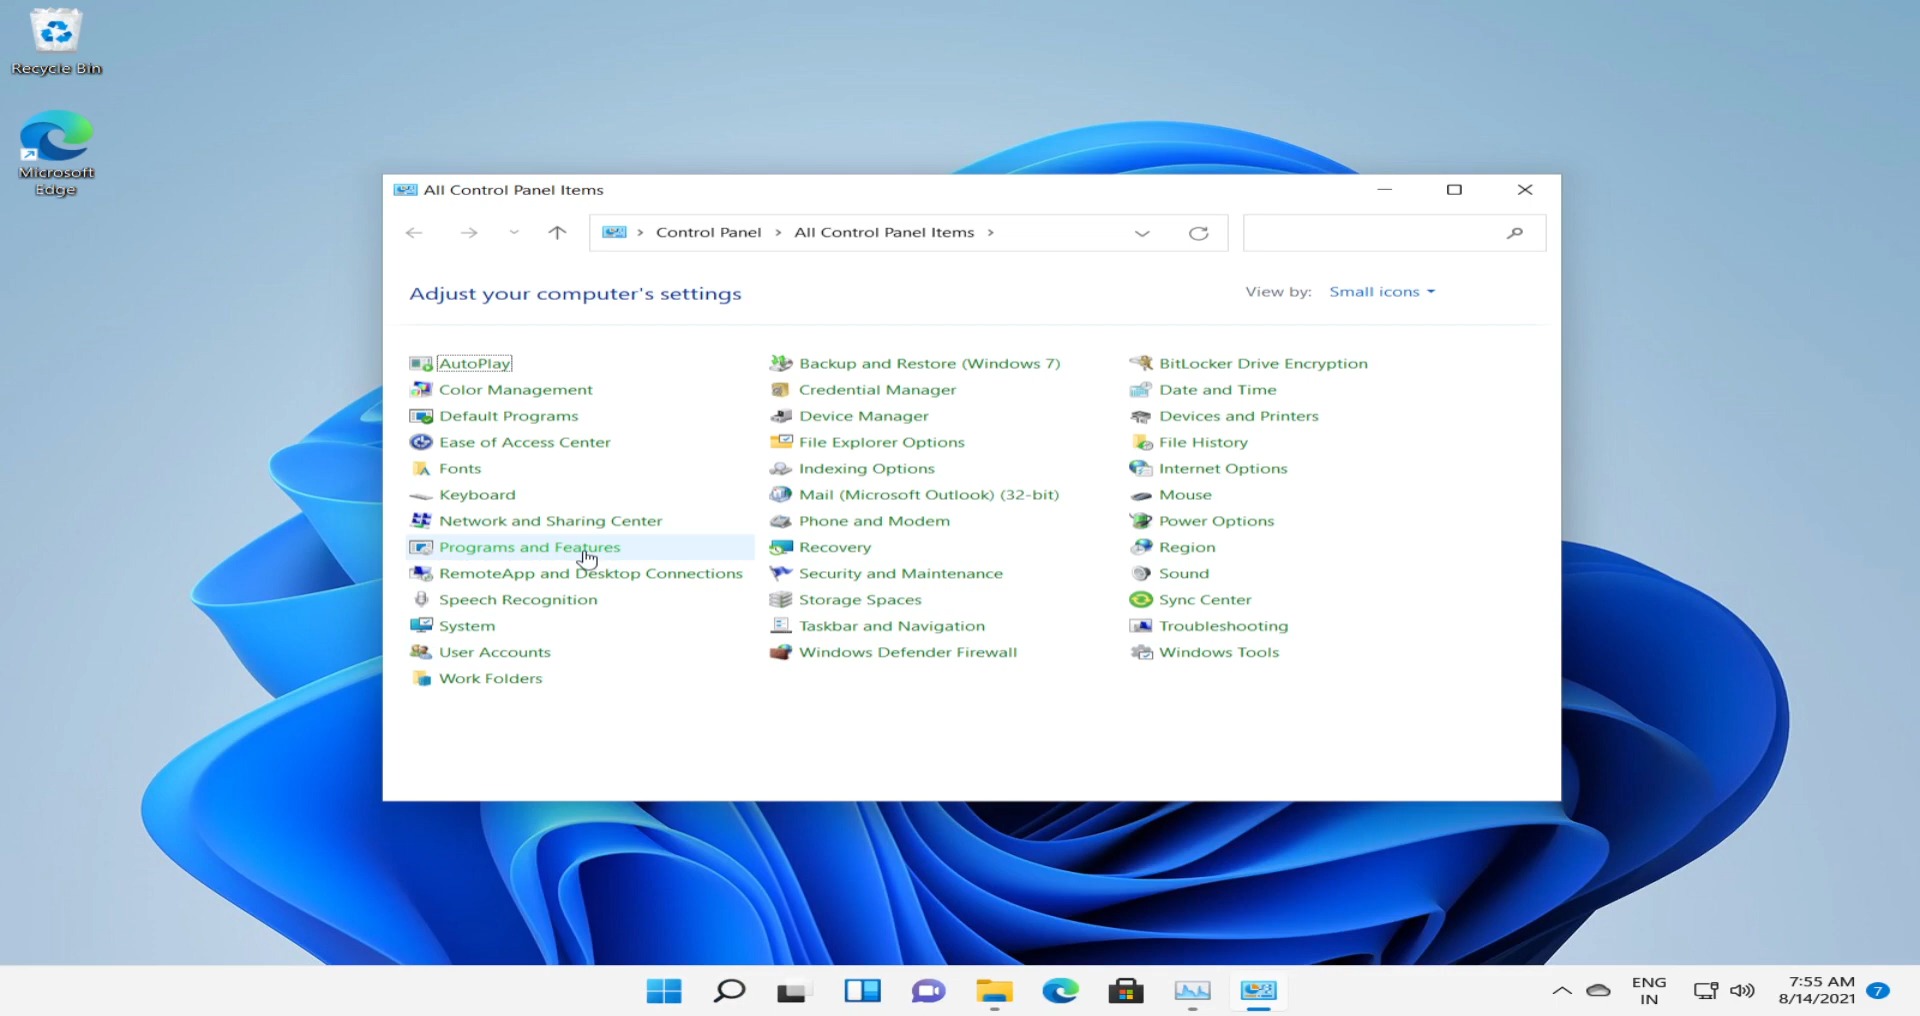 Recycle Bin
Microsoft
Edge
All Control Panel Items
Control Panel
All Control Panel Items
Adjust your computer's settings
View by: Small icons
AutoPlay
Color Management
Default Programs
Ease of Access Center
Fonts
Keyboard
Network and Sharing Center
Programs and Features
RemoteApp and Desktop Connections
Speech Recognition
System
User Accounts
Work Folders
Backup and Restore (Windows 7)
Credential Manager
Device Manager
File Explorer Options
Indexing Options
Mail (Microsoft Outlook) (32-bit)
Phone and Modem
Recovery
Security and Maintenance
Storage Spaces
Taskbar and Navigation
Windows Defender Firewall
BitLocker Drive Encryption
Date and Time
Devices and Printers
File History
Internet Options
Mouse
Power Options
Region
Sound
Sync Center
Troubleshooting
Windows Tools
ENG
IN
7:55 AM
8/14/2021
7